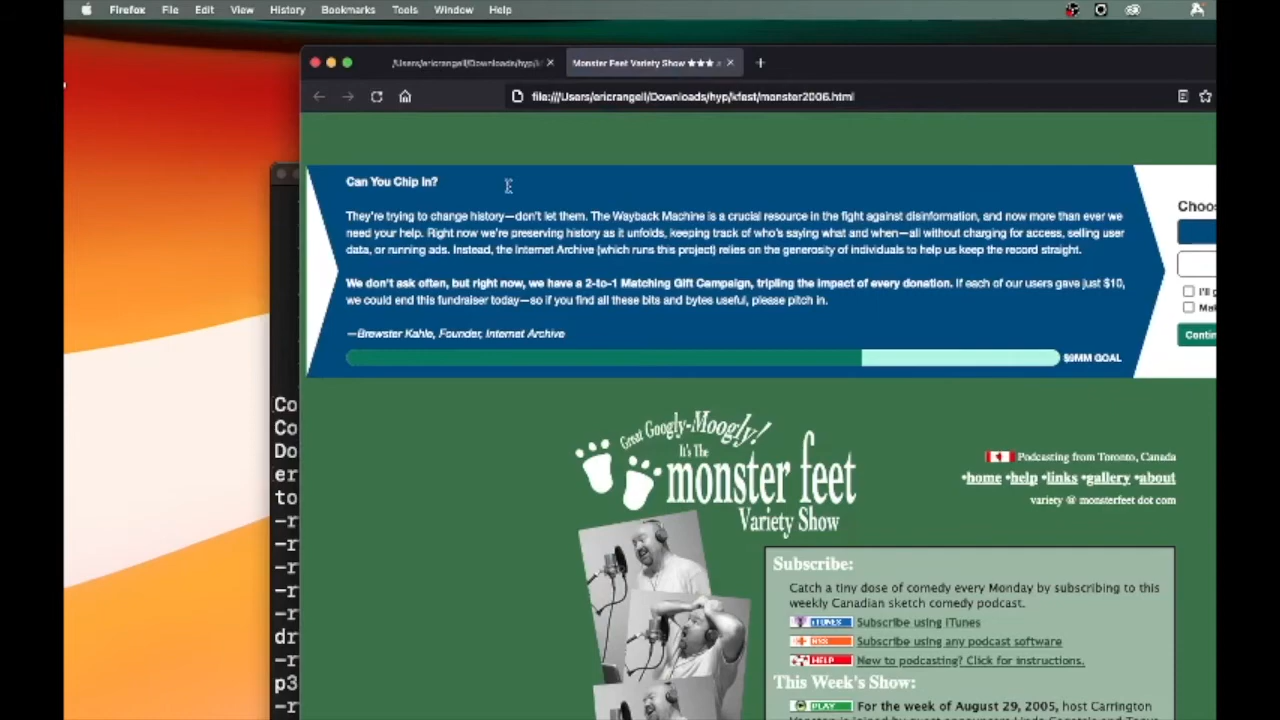 Firefox File Edit View History Bookmarks Tools Window Help
/Users/ericrangell/Downloads/hyp/k
Monster Feet Variety Show ★★★
file:///Users/ericrangell/Downloads/hyp/kfest/monster2006.html
Can You Chip In?
They're trying to change history—don't let them. The Wayback Machine is a crucial resource in the fight against disinformation, and now more than ever we
need your help. Right now we're preserving history as it unfolds, keeping track of who's saying what and when—all without charging for access, selling user
data, or running ads. Instead, the Internet Archive (which runs this project) relies on the generosity of individuals to help us keep the record straight.
We don't ask often, but right now, we have a 2-to-1 Matching Gift Campaign, tripling the impact of every donation. If each of our users gave just $10,
we could end this fundraiser today—so if you find all these bits and bytes useful, please pitch in.
—Brewster Kahle, Founder, Internet Archive
$9MM GOAL
Choos
I'll g
Mak
Contin
Co
Co
Do
er
to
-r
-r
-r
-r
-r
dr
-r
p3
-r
Great Googly-Moogly!
It's The
monster feet
Variety Show
Podcasting from Toronto, Canada
•home •help •links •gallery •about
variety @ monsterfeet dot com
Subscribe:
Catch a tiny dose of comedy every Monday by subscribing to this
weekly Canadian sketch comedy podcast.
iTUNES Subscribe using iTunes
RSS Subscribe using any podcast software
HELP New to podcasting? Click for instructions.
This Week's Show:
PLAY For the week of August 29, 2005, host Carrington